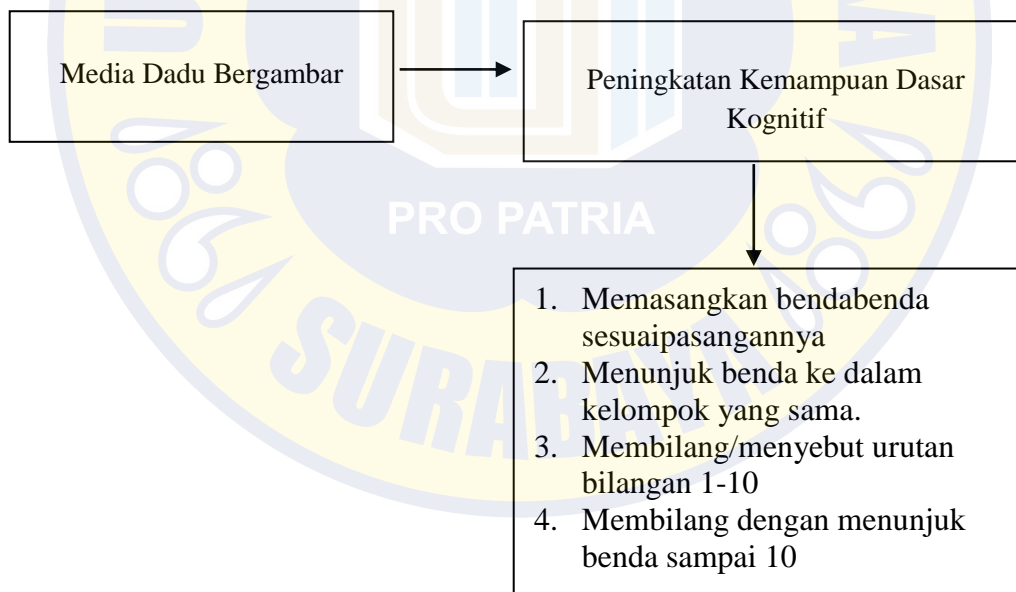 Media Dadu Bergambar
Peningkatan Kemampuan Dasar
Kognitif
PRO PATRIA
1. Memasangkan bendabenda
sesuaipasangannya
2. Menunjuk benda ke dalam
kelompok yang sama.
3. Membilang/menyebut urutan
bilangan 1-10
4. Membilang dengan menunjuk
benda sampai 10
SURABAYA